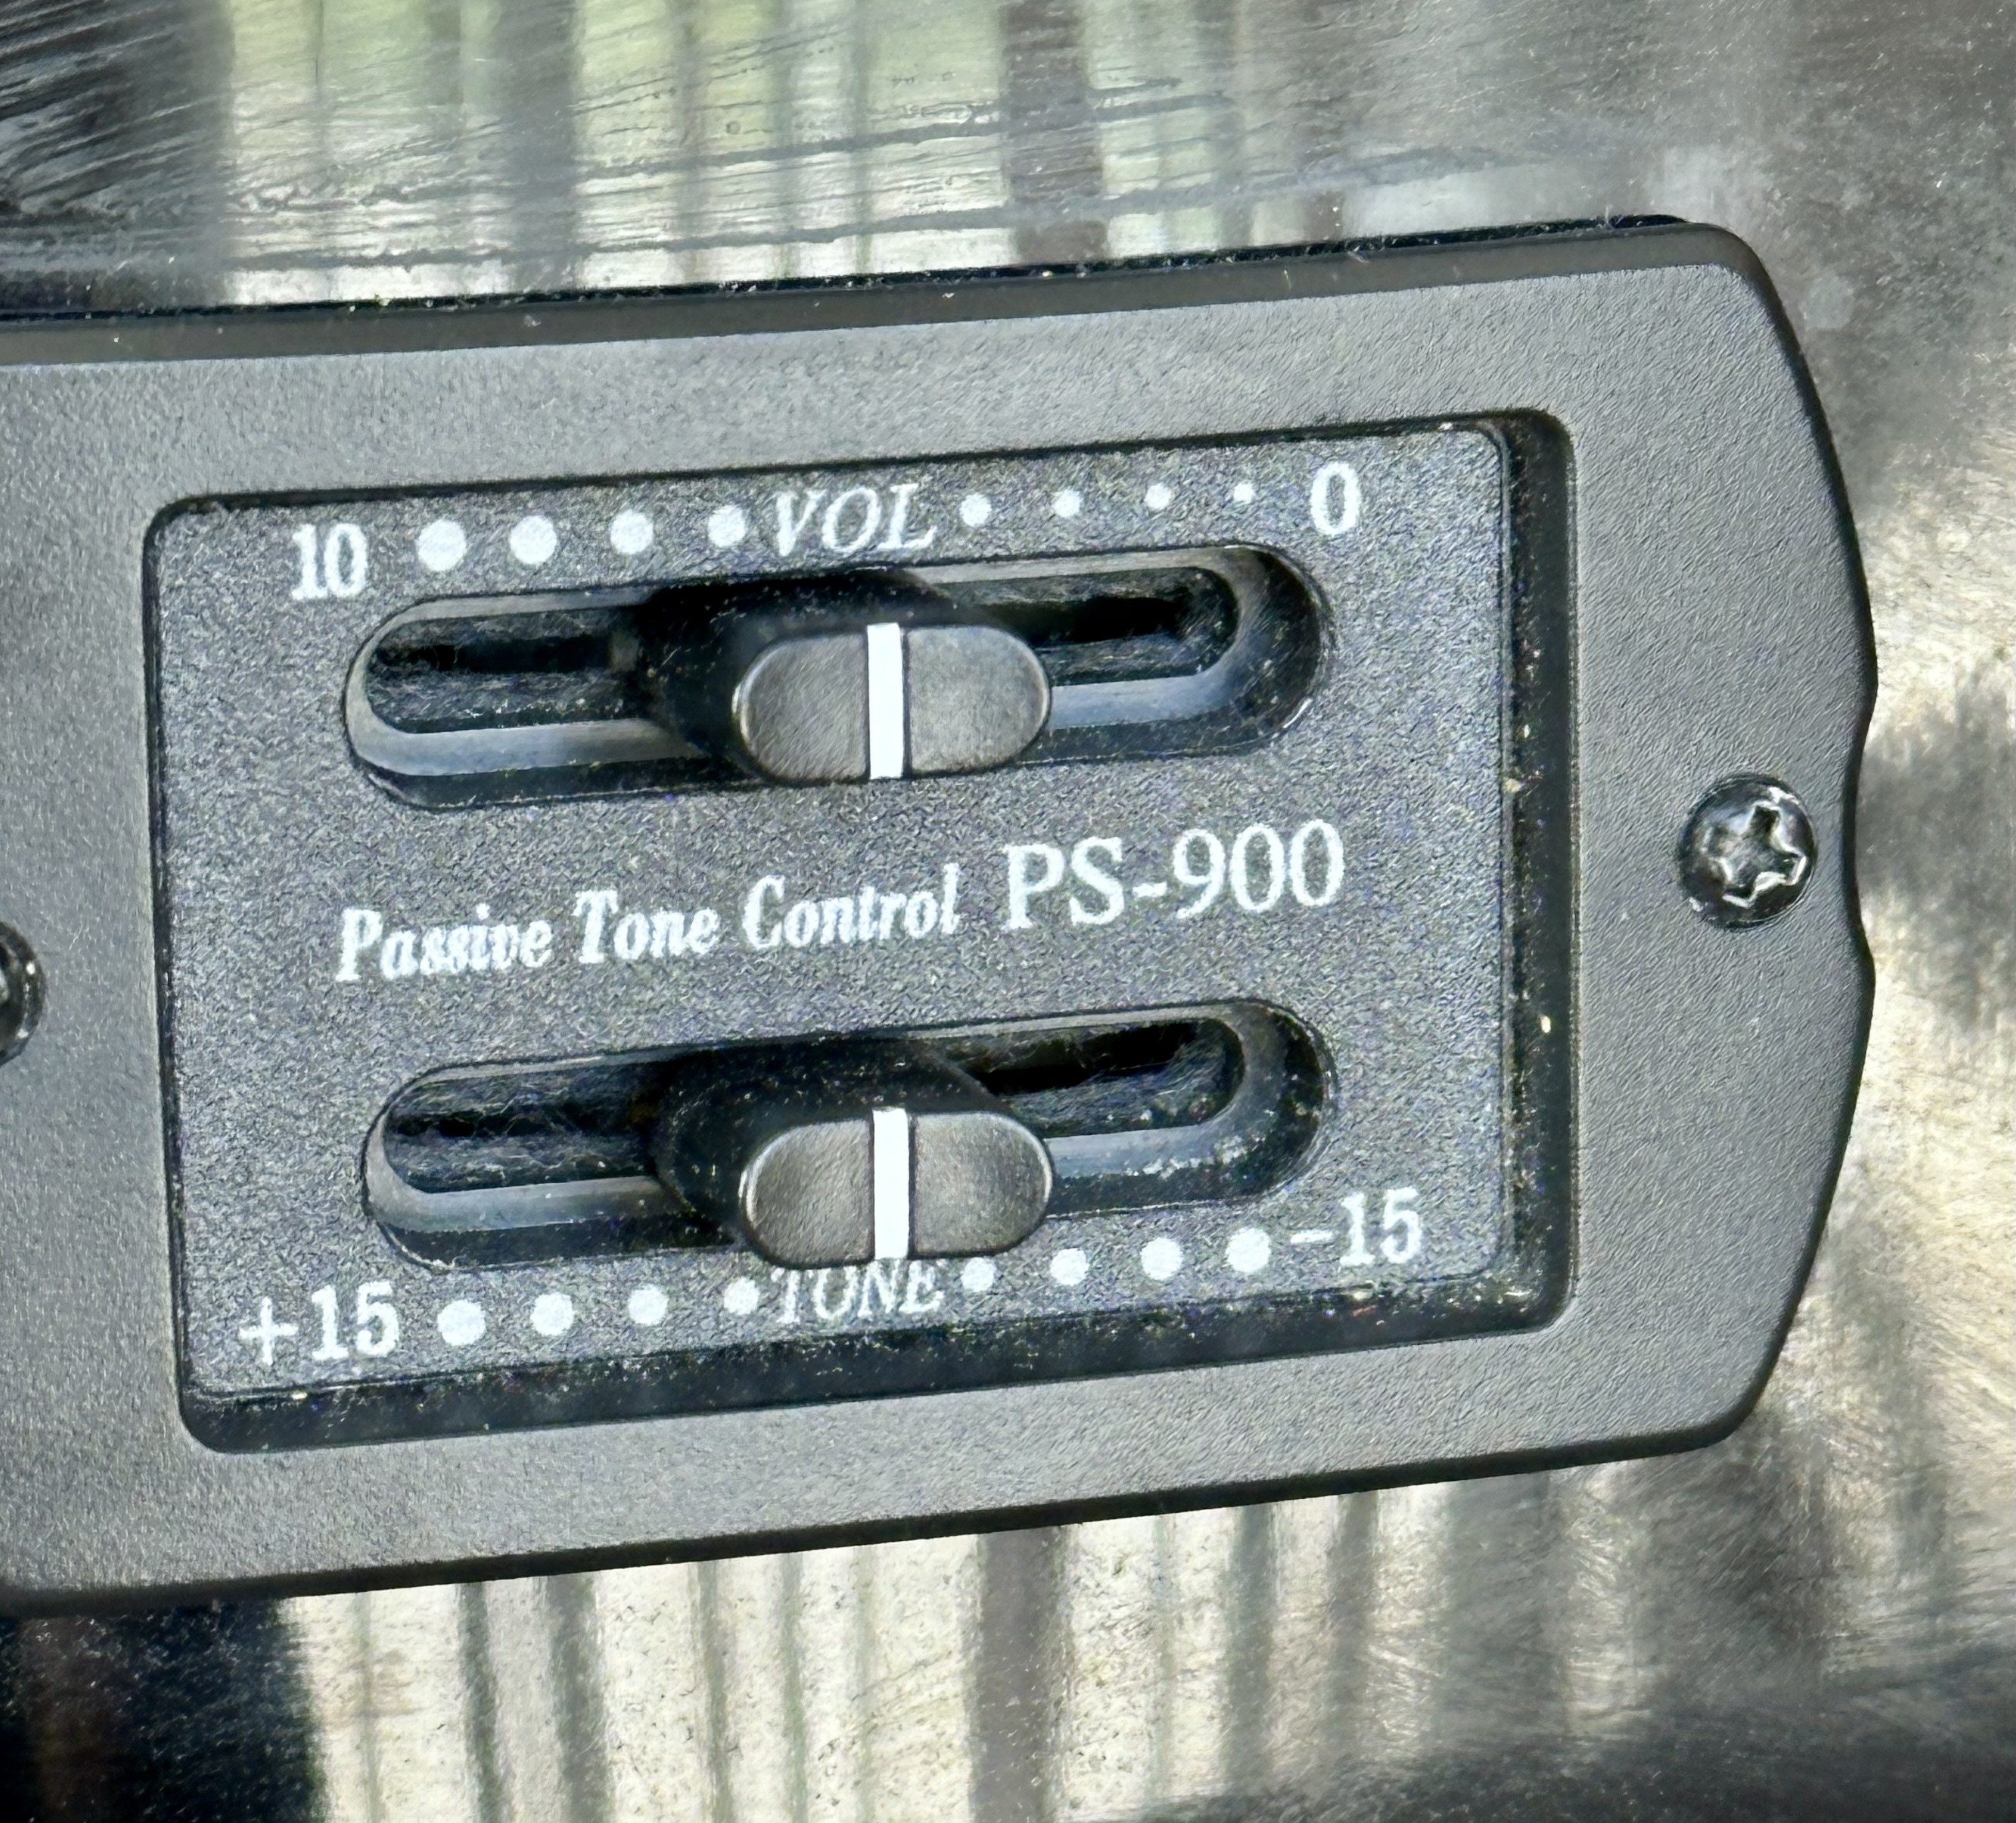 10 VOL 0
Passive Tone Control PS-900
+15 TONE -15